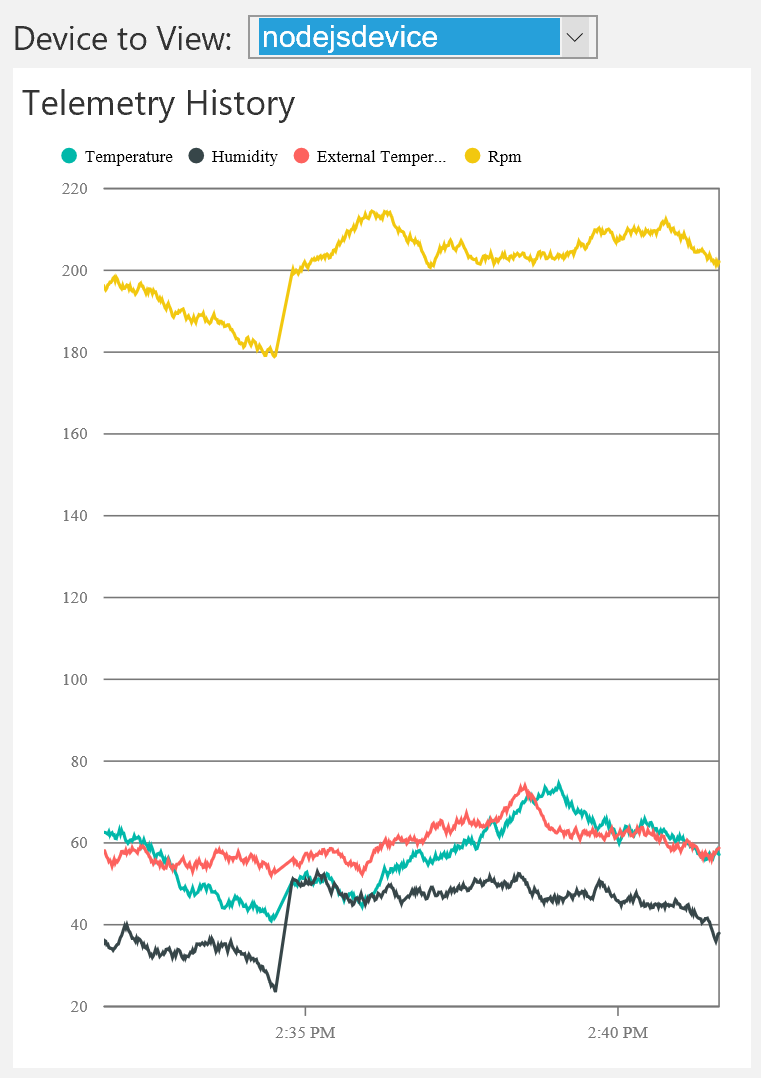 Device to View: nodejsdevice
Telemetry History
Temperature Humidity External Temper... Rpm
220
200
180
160
140
120
100
80
60
40
20
2:35 PM 2:40 PM